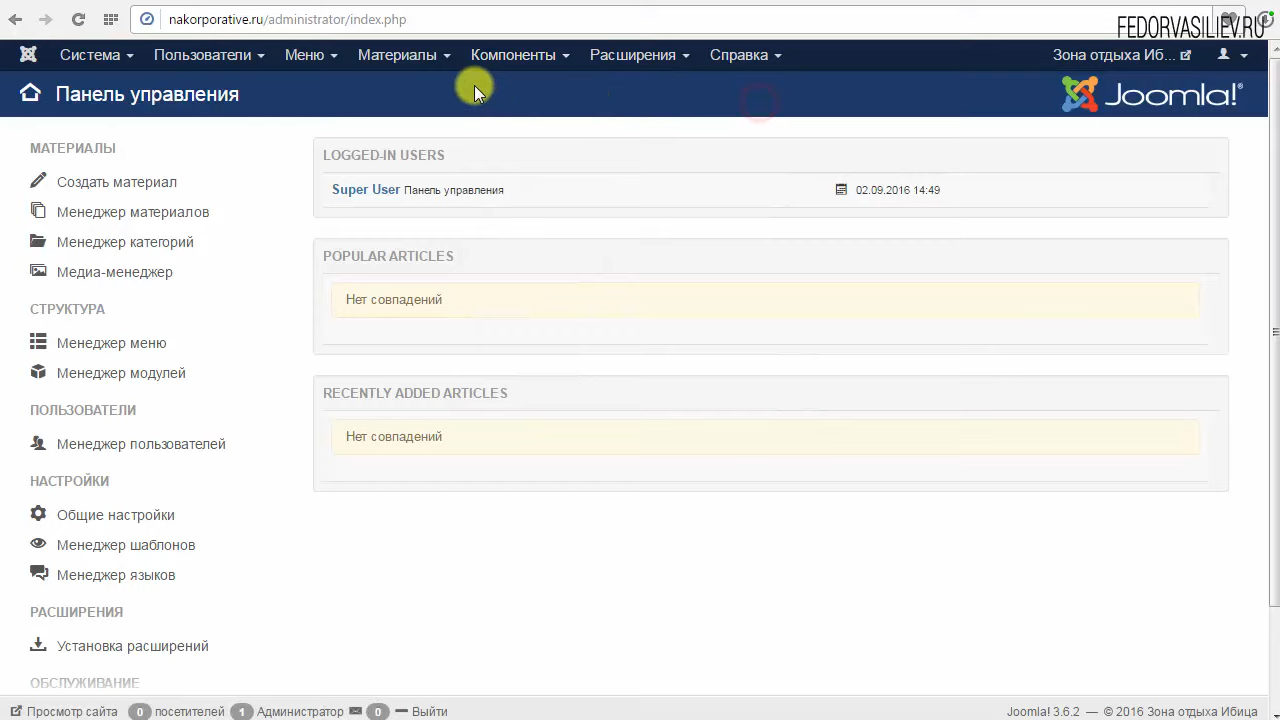 nakorporative.ru/administrator/index.php
FEDORVASILIEV.RU
Система Пользователи Меню Материалы Компоненты Расширения Справка Зона отдыха Иби...
Панель управления
Joomla!®
МАТЕРИАЛЫ
Создать материал
Менеджер материалов
Менеджер категорий
Медиа-менеджер
СТРУКТУРА
Менеджер меню
Менеджер модулей
ПОЛЬЗОВАТЕЛИ
Менеджер пользователей
НАСТРОЙКИ
Общие настройки
Менеджер шаблонов
Менеджер языков
РАСШИРЕНИЯ
Установка расширений
ОБСЛУЖИВАНИЕ
LOGGED-IN USERS
Super User Панель управления 02.09.2016 14:49
POPULAR ARTICLES
Нет совпадений
RECENTLY ADDED ARTICLES
Нет совпадений
Просмотр сайта 0 посетителей 1 Администратор 0 Выйти Joomla! 3.6.2 — © 2016 Зона отдыха Ибица